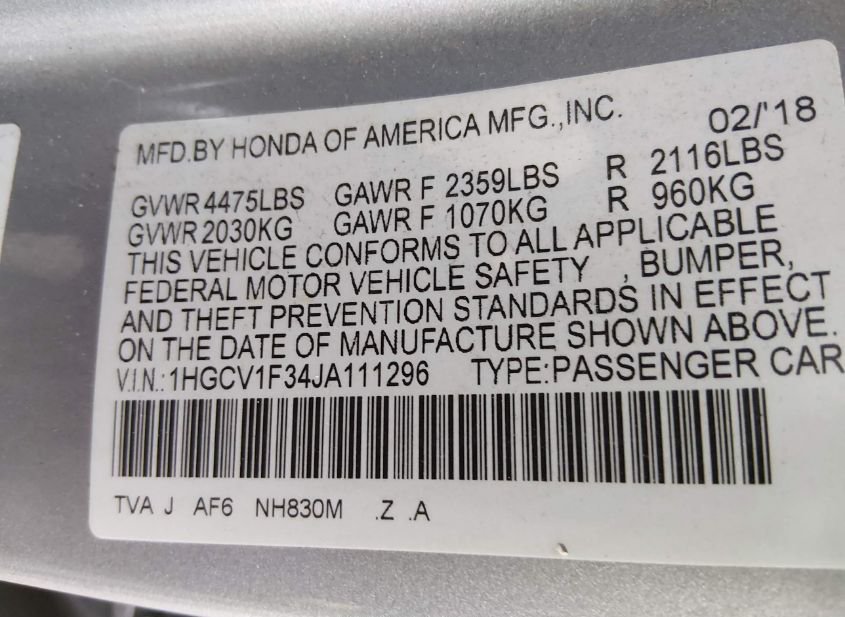 MFD.BY HONDA OF AMERICA MFG.,INC. 02/'18
GVWR 4475LBS GAWR F 2359LBS R 2116LBS
GVWR 2030KG GAWR F 1070KG R 960KG
THIS VEHICLE CONFORMS TO ALL APPLICABLE
FEDERAL MOTOR VEHICLE SAFETY , BUMPER,
AND THEFT PREVENTION STANDARDS IN EFFECT
ON THE DATE OF MANUFACTURE SHOWN ABOVE.
V.I.N.:1HGCV1F34JA111296 TYPE:PASSENGER CAR
TVA J AF6 NH830M .Z .A